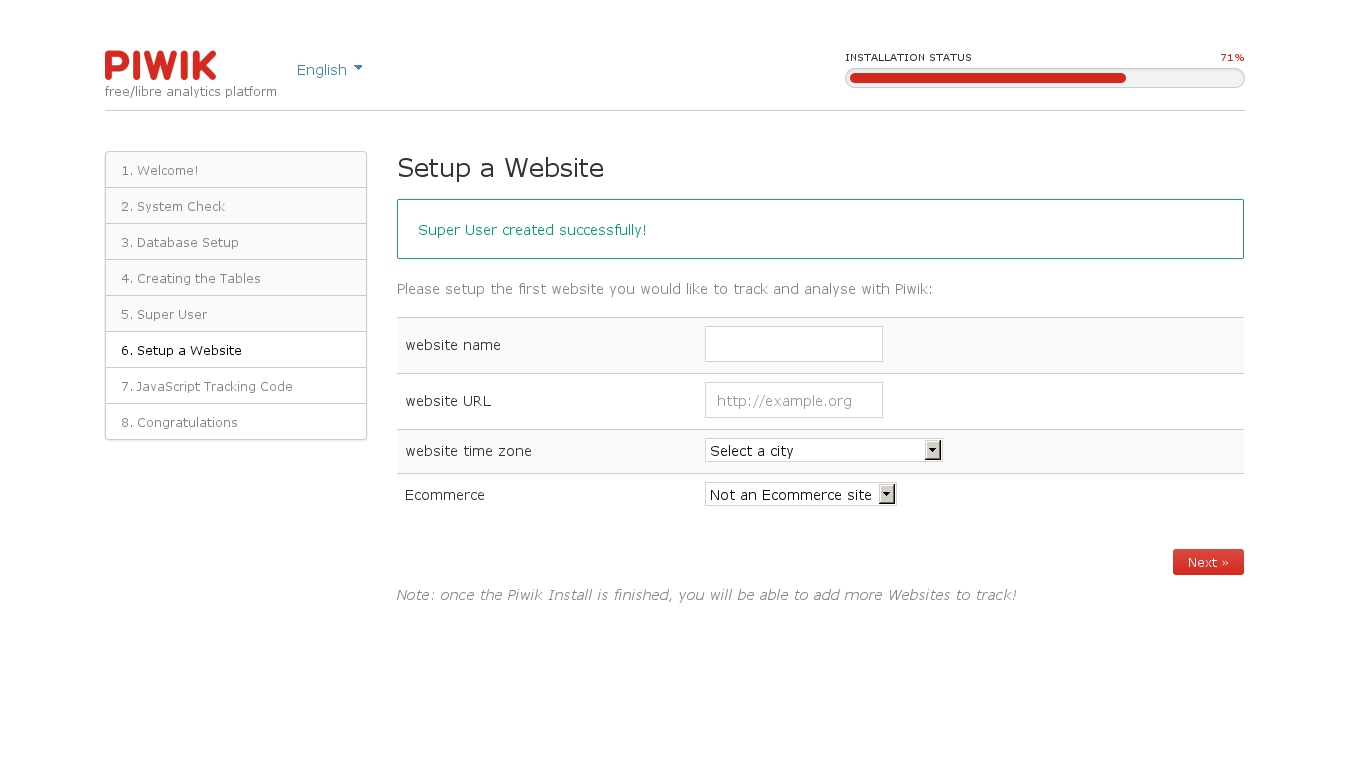 PIWIK
free/libre analytics platform
English
INSTALLATION STATUS 71%
1. Welcome!
2. System Check
3. Database Setup
4. Creating the Tables
5. Super User
6. Setup a Website
7. JavaScript Tracking Code
8. Congratulations
Setup a Website
Super User created successfully!
Please setup the first website you would like to track and analyse with Piwik:
website name
website URL http://example.org
website time zone Select a city
Ecommerce Not an Ecommerce site
Next »
Note: once the Piwik Install is finished, you will be able to add more Websites to track!